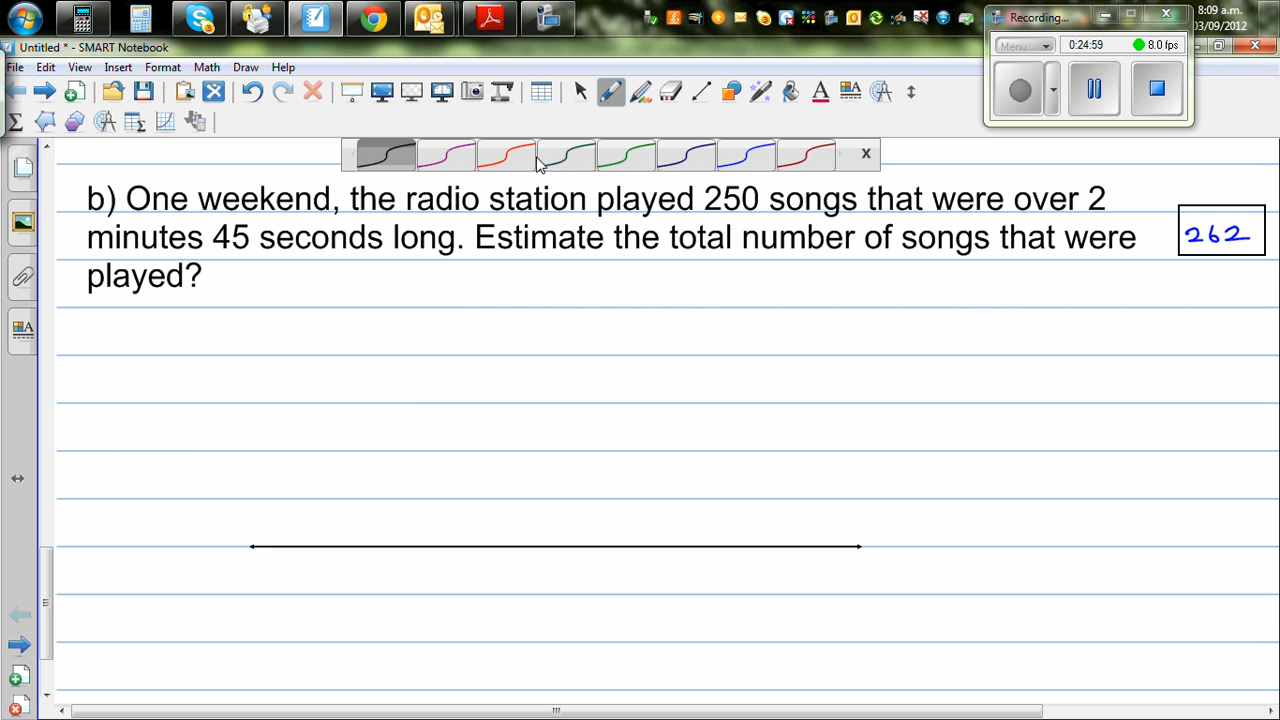 8:09 a.m.
03/09/2012
Recording...
Menu
0:24:59
8.0 fps
Untitled * - SMART Notebook
File Edit View Insert Format Math Draw Help
X
b) One weekend, the radio station played 250 songs that were over 2
minutes 45 seconds long. Estimate the total number of songs that were
played?
262